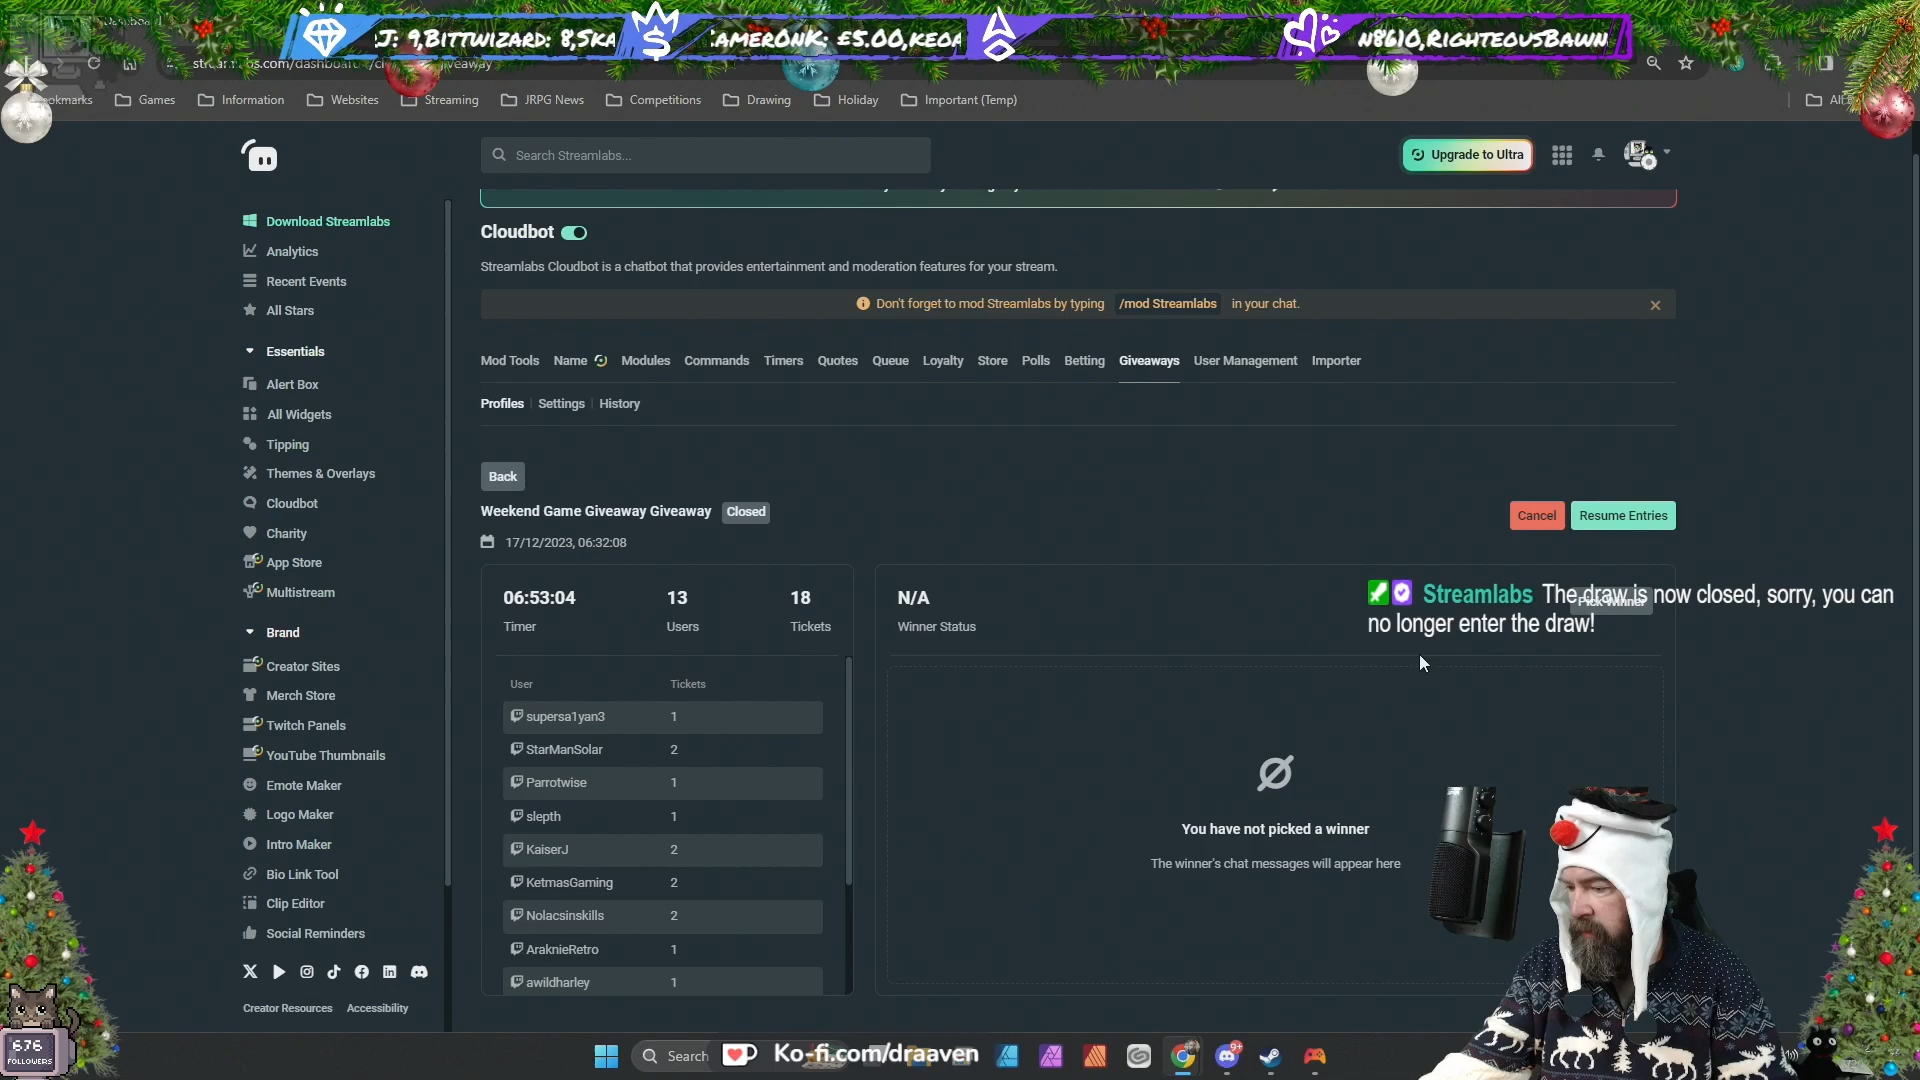 J: 9,Bittwizard: 8,Ska
amerOnK: £5.00,keoa
n8610,RighteousBawn
Games
Information
Websites
Streaming
JRPG News
Competitions
Drawing
Holiday
Important (Temp)
Search Streamlabs...
Upgrade to Ultra
Download Streamlabs
Analytics
Recent Events
All Stars
Essentials
Alert Box
All Widgets
Tipping
Themes & Overlays
Cloudbot
Charity
App Store
Multistream
Brand
Creator Sites
Merch Store
Twitch Panels
YouTube Thumbnails
Emote Maker
Logo Maker
Intro Maker
Bio Link Tool
Clip Editor
Social Reminders
Creator Resources Accessibility
Cloudbot
Streamlabs Cloudbot is a chatbot that provides entertainment and moderation features for your stream.
Don't forget to mod Streamlabs by typing /mod Streamlabs in your chat.
Mod Tools Name Modules Commands Timers Quotes Queue Loyalty Store Polls Betting Giveaways User Management Importer
Profiles Settings History
Back
Weekend Game Giveaway Giveaway Closed
Cancel
Resume Entries
17/12/2023, 06:32:08
06:53:04 13 18
Timer Users Tickets
User Tickets
supersa1yan3 1
StarManSolar 2
Parrotwise 1
slepth 1
KaiserJ 2
KetmasGaming 2
Nolacsinskills 2
AraknieRetro 1
awildharley 1
N/A
Winner Status
Pick Winner
Streamlabs The draw is now closed, sorry, you can
no longer enter the draw!
You have not picked a winner
The winner's chat messages will appear here
676
FOLLOWERS
Search
Ko-fi.com/draaven
9+